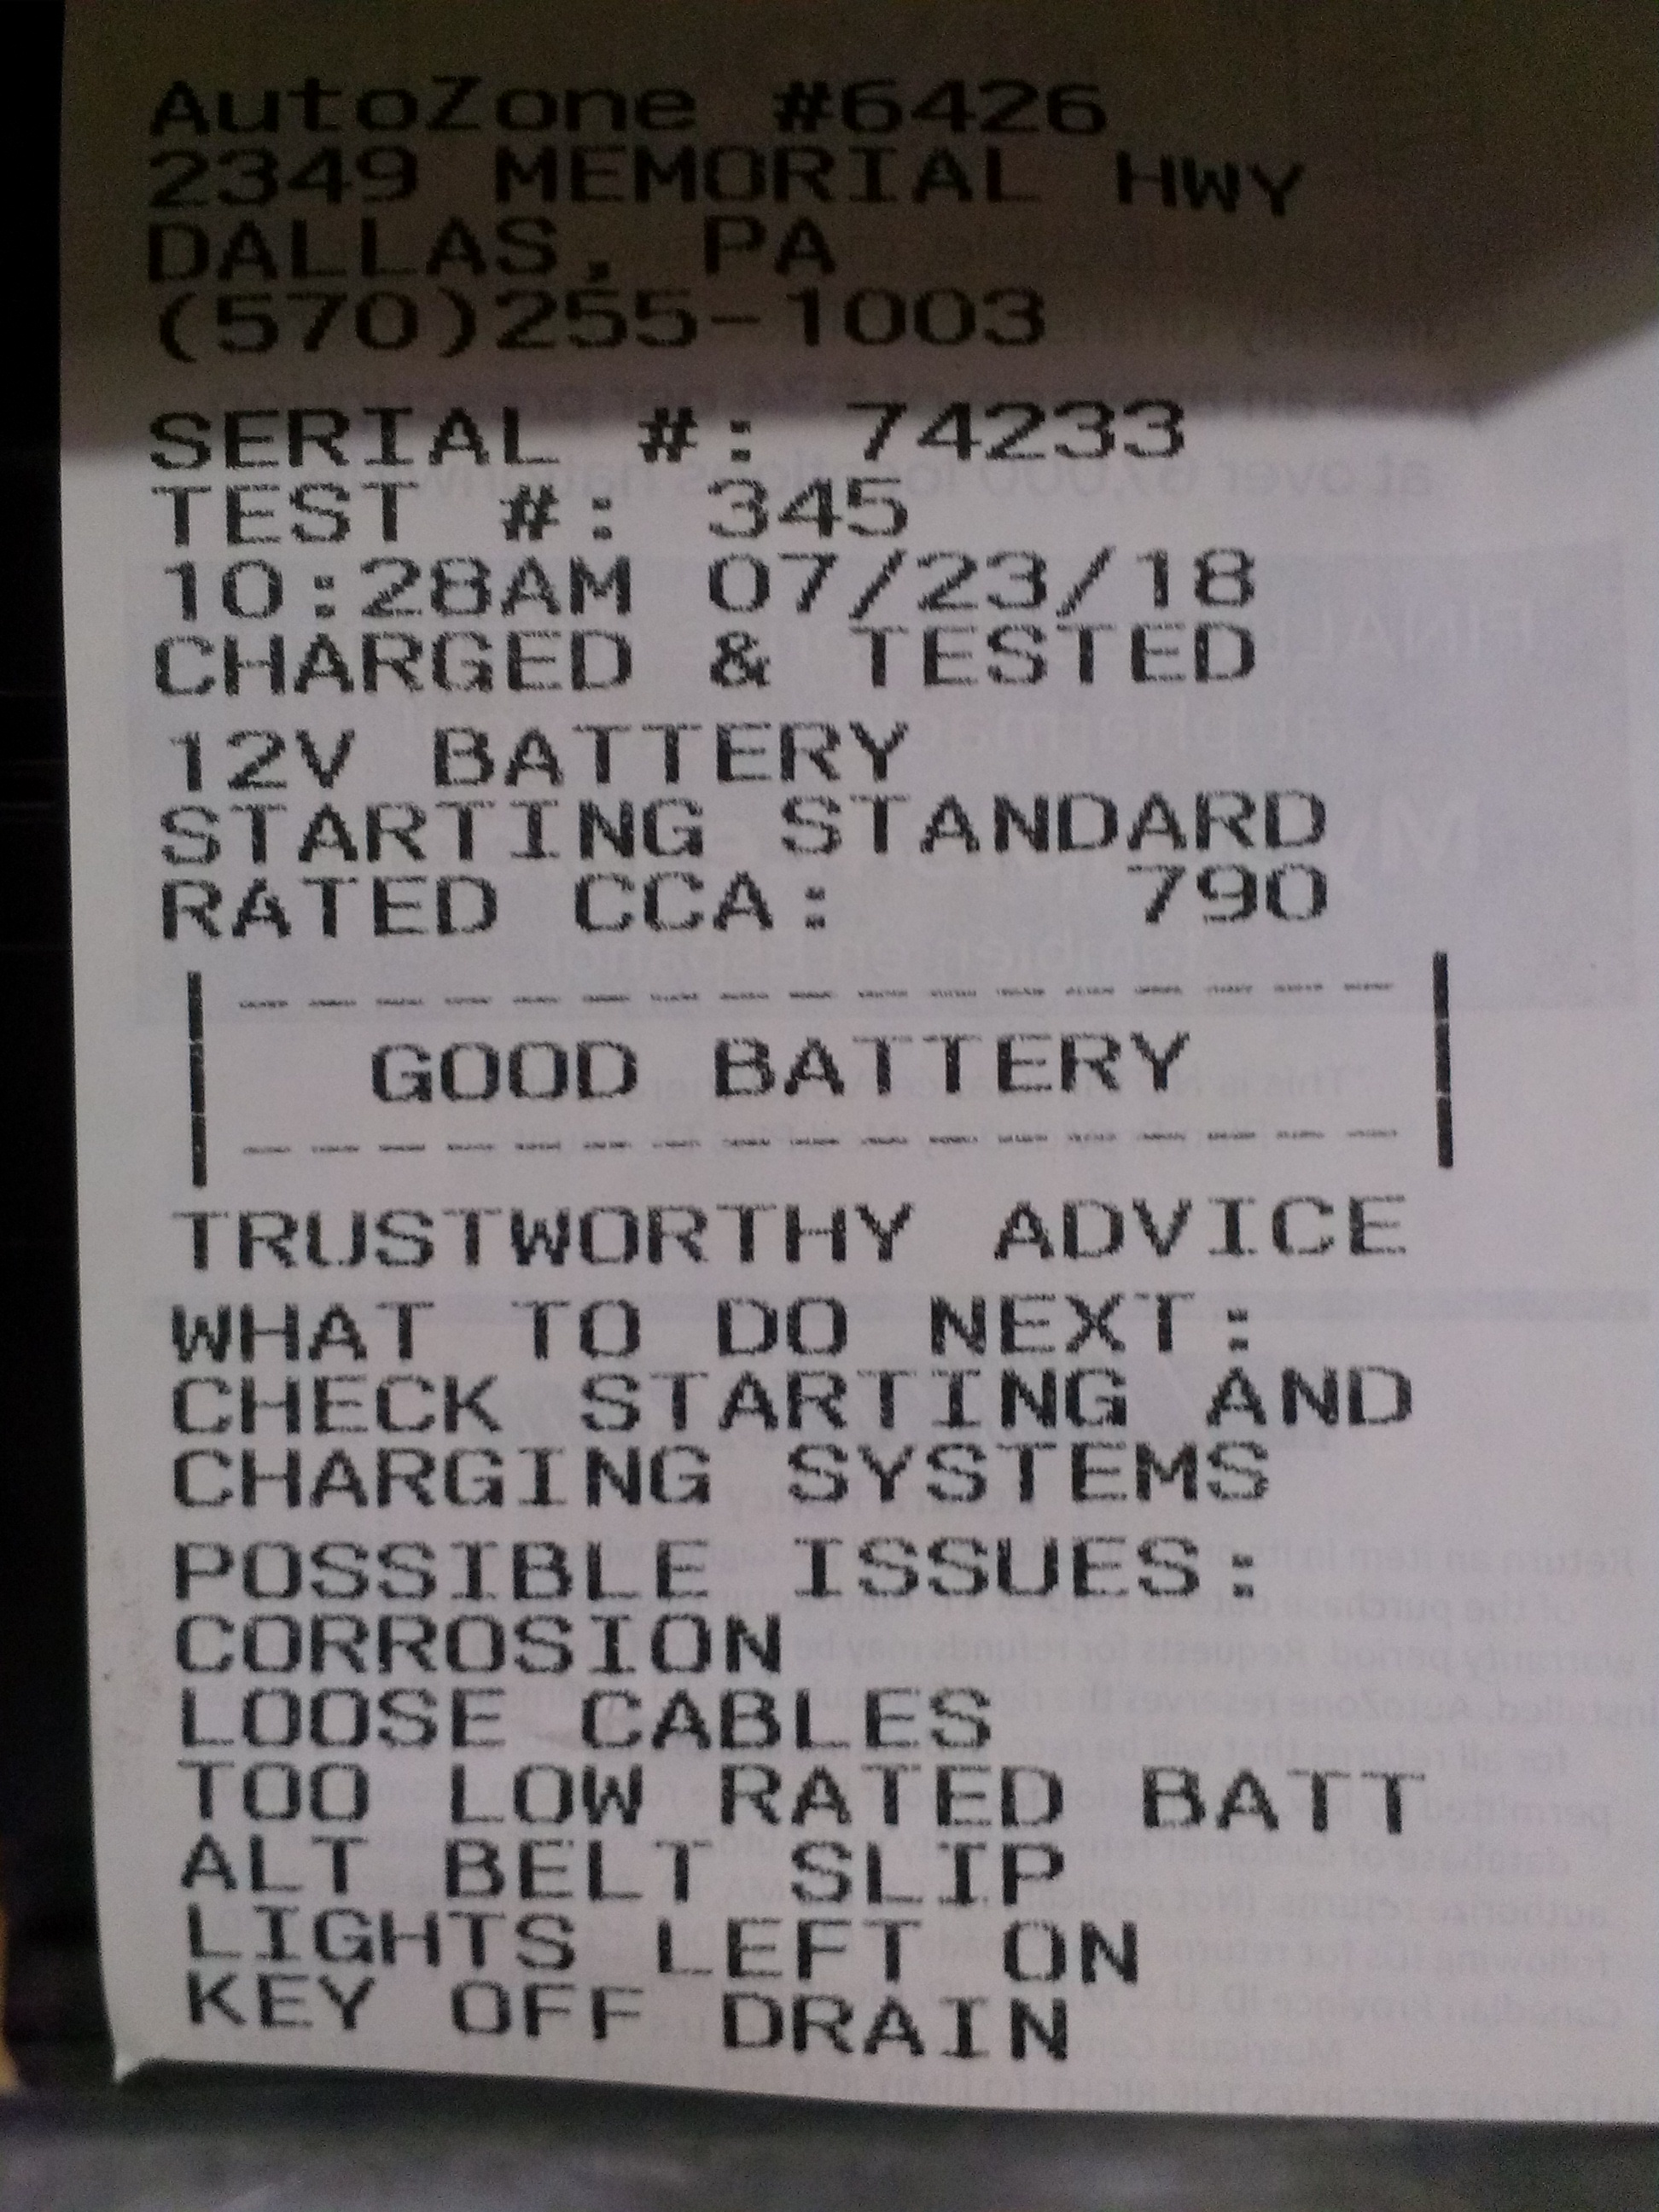 AutoZone #6426
2349 MEMORIAL HWY
DALLAS, PA
(570)255-1003
SERIAL #: 74233
TEST #: 345
10:28AM 07/23/18
CHARGED & TESTED
12V BATTERY
STARTING STANDARD
RATED CCA: 790
GOOD BATTERY
TRUSTWORTHY ADVICE
WHAT TO DO NEXT:
CHECK STARTING AND
CHARGING SYSTEMS
POSSIBLE ISSUES:
CORROSION
LOOSE CABLES
TOO LOW RATED BATT
ALT BELT SLIP
LIGHTS LEFT ON
KEY OFF DRAIN